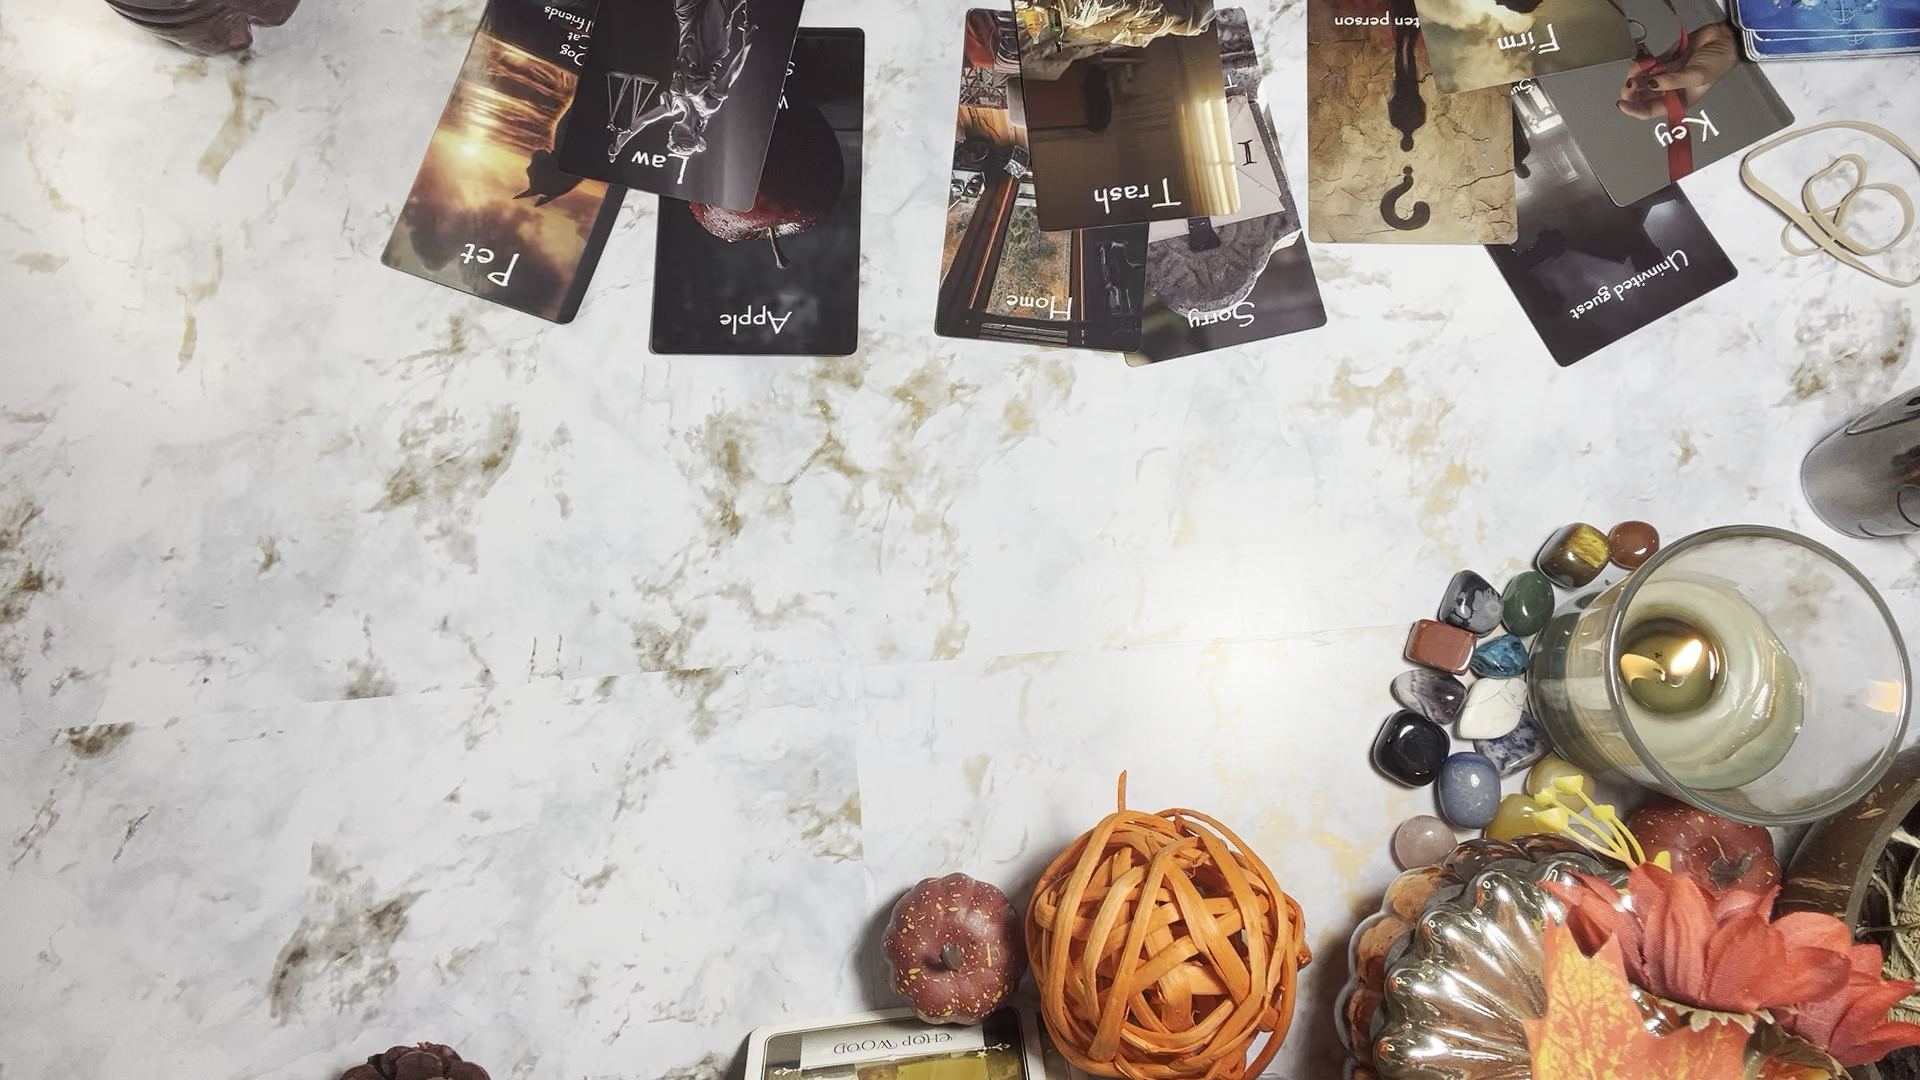 Dog
Cat
friends
Pet
Law
Apple
Home
Trash
I
Sorry
ten person
Firm
Key
Uninvited guest
CHOP WOOD